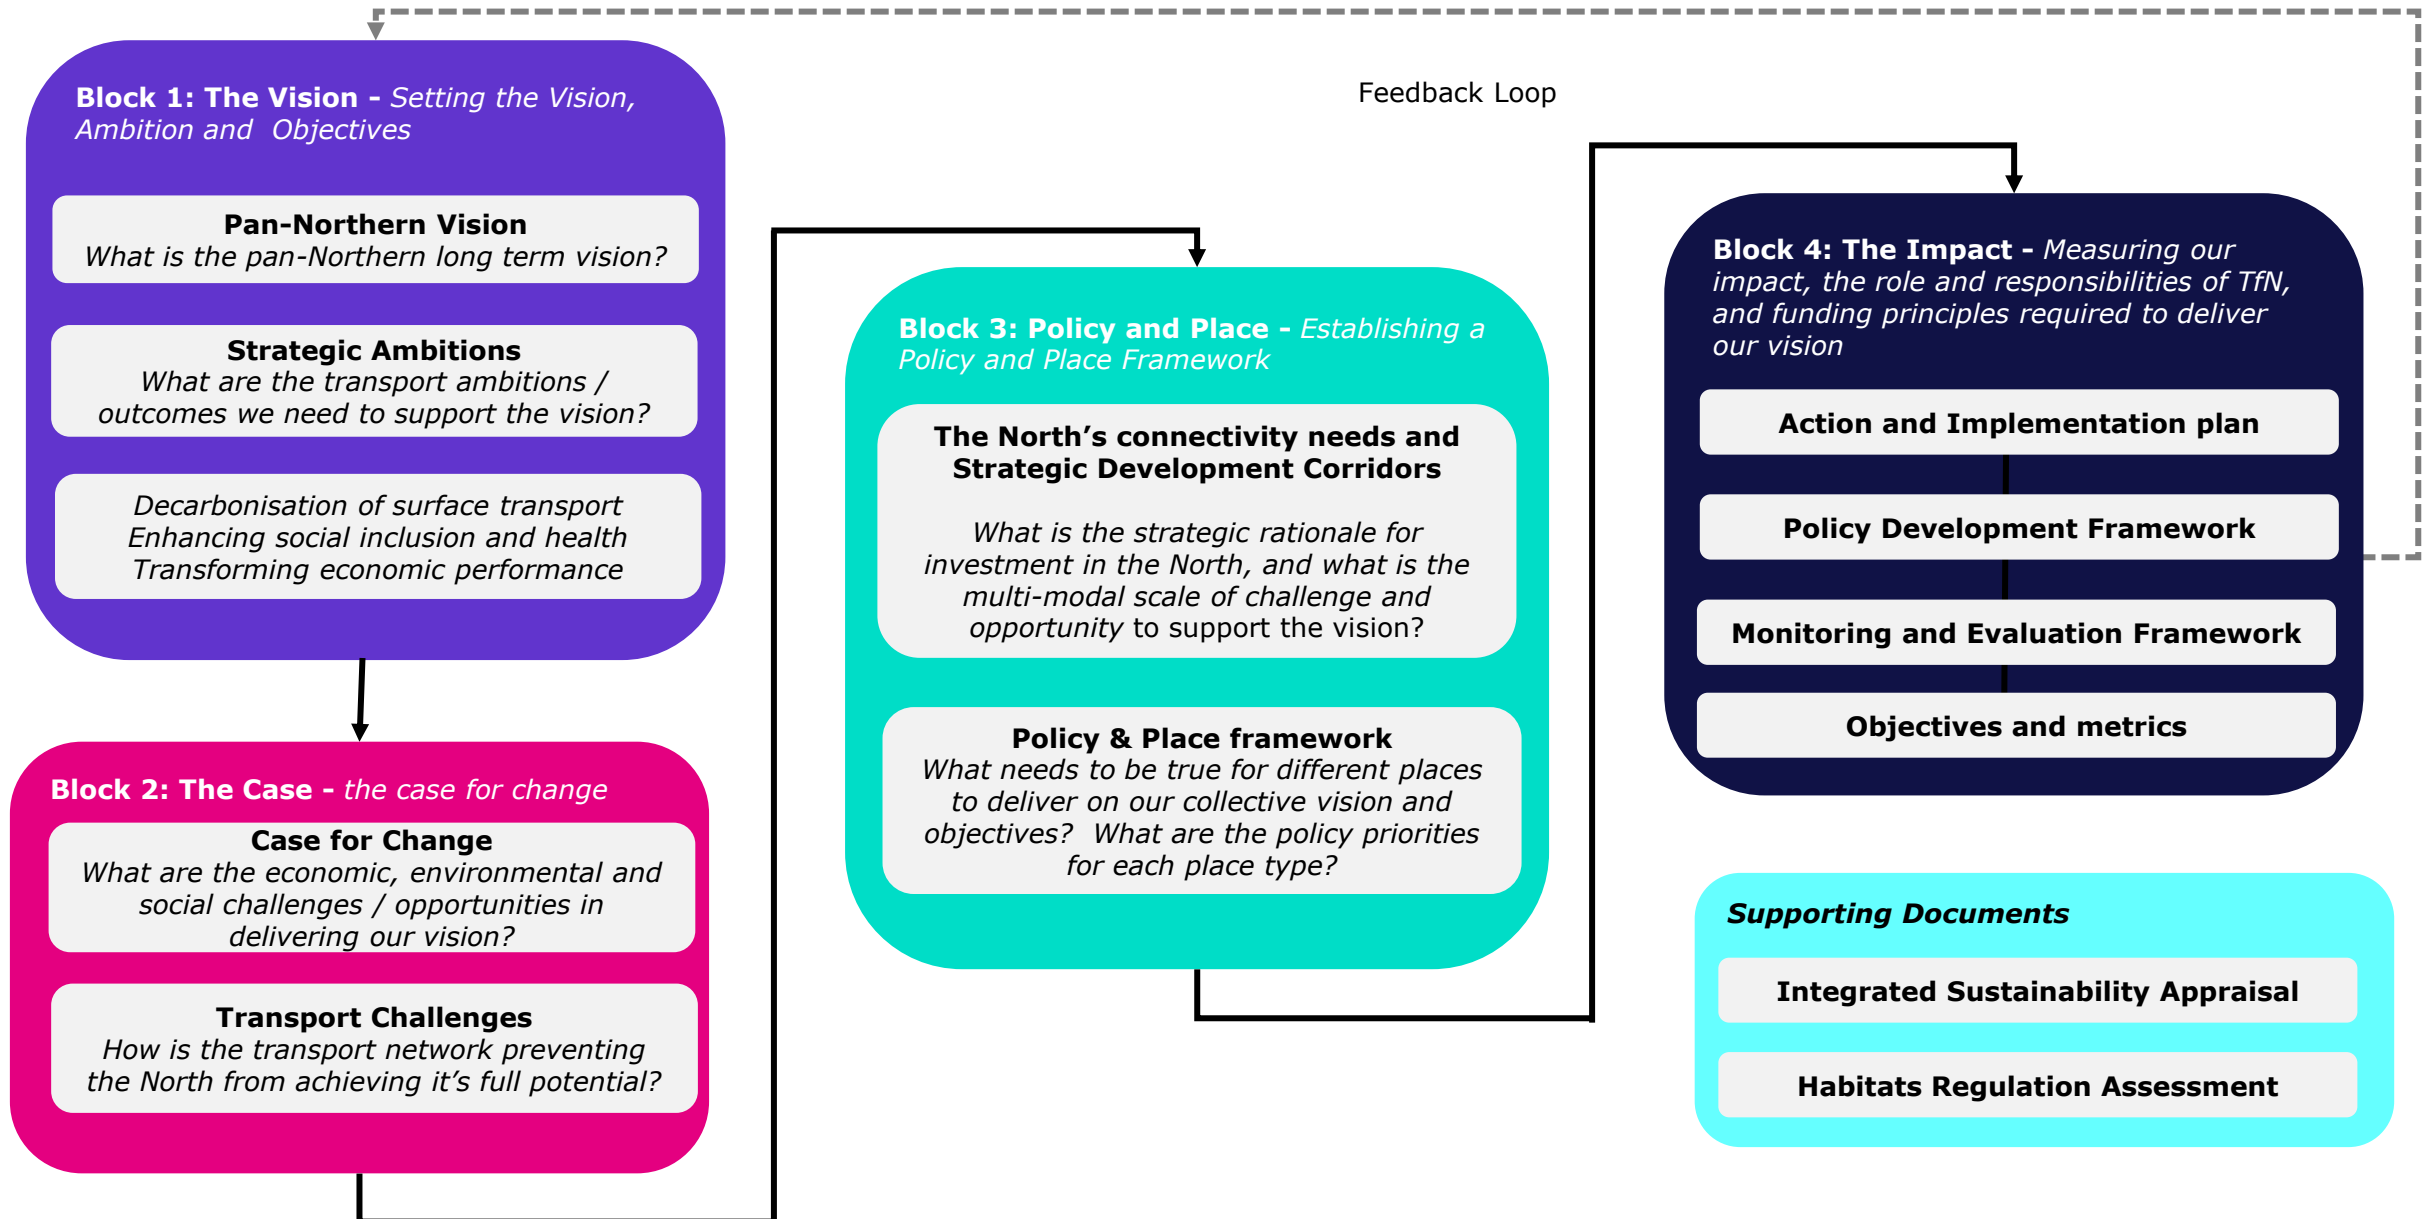 Block 1: The Vision - Setting the Vision,
Ambition and  Objectives
Pan-Northern Vision
What is the pan-Northern long term vision?
Strategic Ambitions
What are the transport ambitions /
outcomes we need to support the vision?
Decarbonisation of surface transport
Enhancing social inclusion and health
Transforming economic performance
Block 2: The Case - the case for change
Case for Change
What are the economic, environmental and
social challenges / opportunities in
delivering our vision?
Transport Challenges
How is the transport network preventing
the North from achieving it’s full potential?
Feedback Loop
Block 3: Policy and Place - Establishing a
Policy and Place Framework
The North’s connectivity needs and
Strategic Development Corridors
What is the strategic rationale for
investment in the North, and what is the
multi-modal scale of challenge and
opportunity to support the vision?
Policy & Place framework
What needs to be true for different places
to deliver on our collective vision and
objectives?  What are the policy priorities
for each place type?
Block 4: The Impact - Measuring our
impact, the role and responsibilities of TfN,
and funding principles required to deliver
our vision
Action and Implementation plan
Policy Development Framework
Monitoring and Evaluation Framework
Objectives and metrics
Supporting Documents
Integrated Sustainability Appraisal
Habitats Regulation Assessment